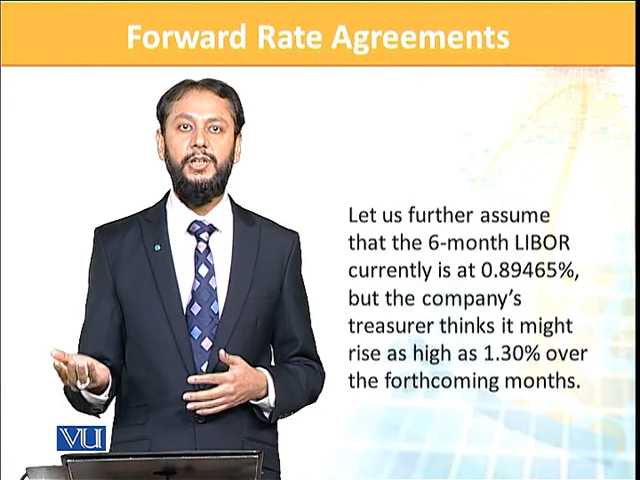 Forward Rate Agreements
Let us further assume
that the 6-month LIBOR
currently is at 0.89465%,
but the company's
treasurer thinks it might
rise as high as 1.30% over
the forthcoming months.
VU